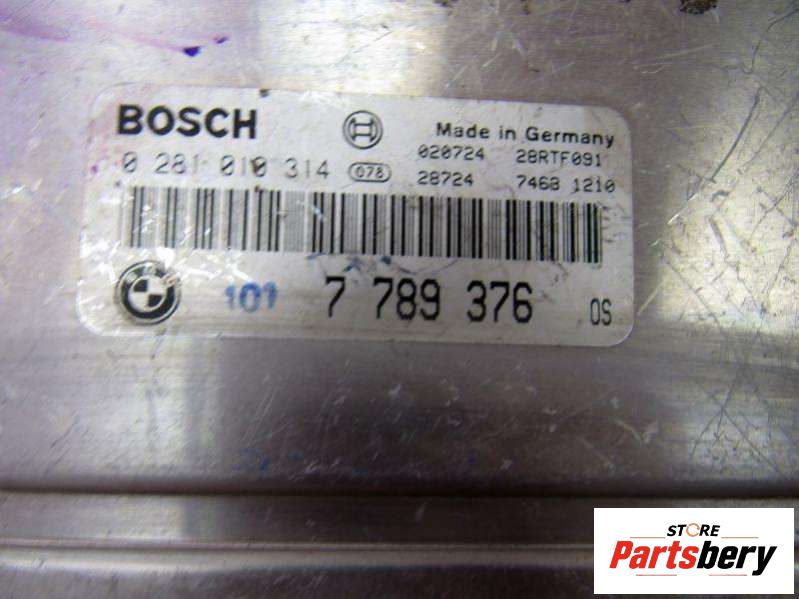 BOSCH
Made in Germany
020724 28RTF091
0 281 010 314 078 28724 7468 1210
BMW
101 7 789 376 OS
STORE
Partsbery